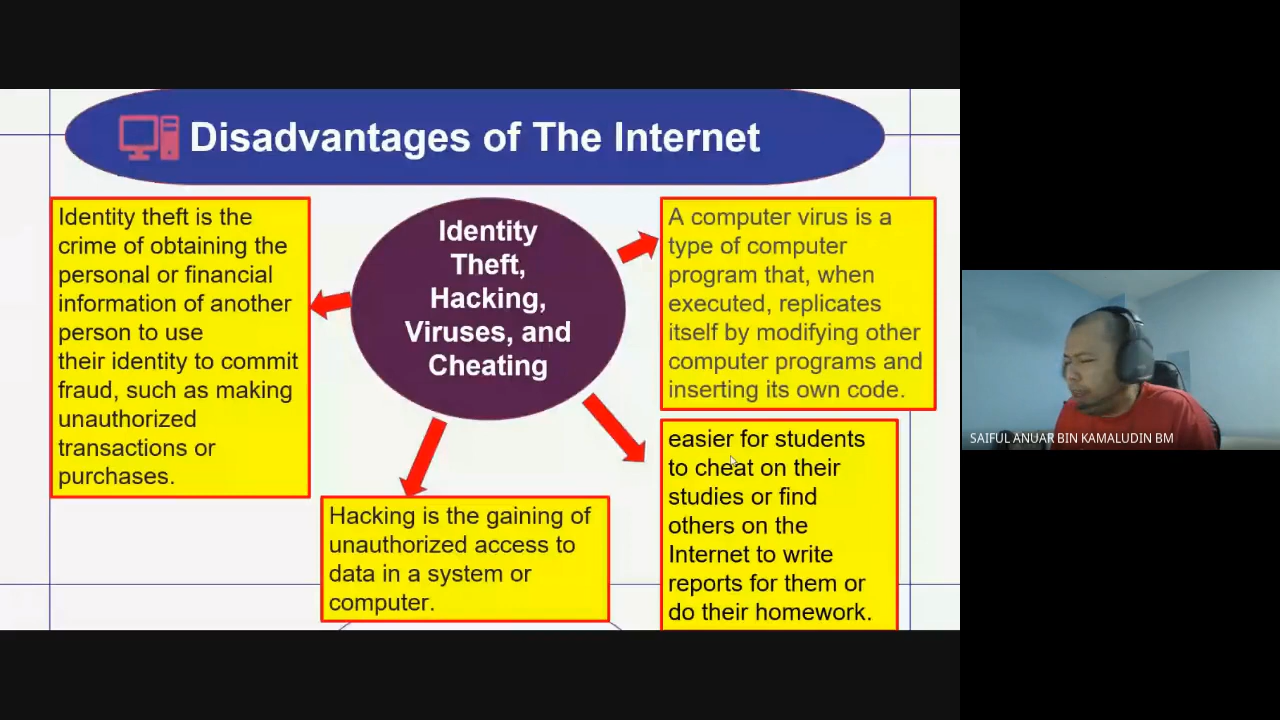 Disadvantages of The Internet
Identity theft is the
crime of obtaining the
personal or financial
information of another
person to use
their identity to commit
fraud, such as making
unauthorized
transactions or
purchases.
Identity
Theft,
Hacking,
Viruses, and
Cheating
A computer virus is a
type of computer
program that, when
executed, replicates
itself by modifying other
computer programs and
inserting its own code.
Hacking is the gaining of
unauthorized access to
data in a system or
computer.
easier for students
to cheat on their
studies or find
others on the
Internet to write
reports for them or
do their homework.
SAIFUL ANUAR BIN KAMALUDIN BM